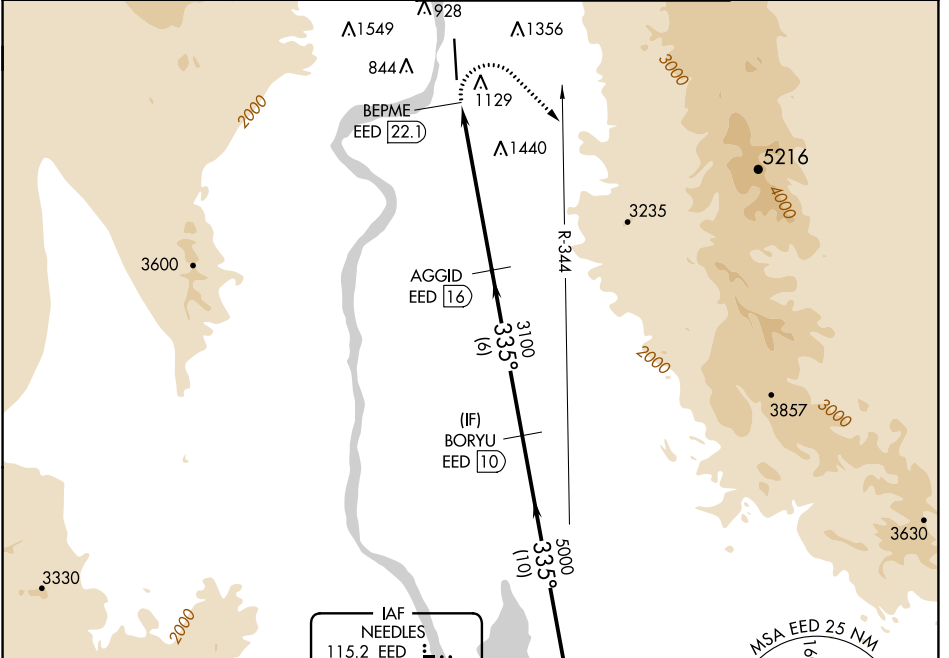 928
1549
1356
844
3000
1129
2000
BEPME
EED 22.1
1440
5216
4000
3235
R-344
3600
AGGID
EED 16
3100
335°
(6)
2000
3857
3000
(IF)
BORYU
EED 10
3630
5000
335°
(10)
3330
2000
IAF
NEEDLES
115.2 EED
MSA EED 25 NM
16